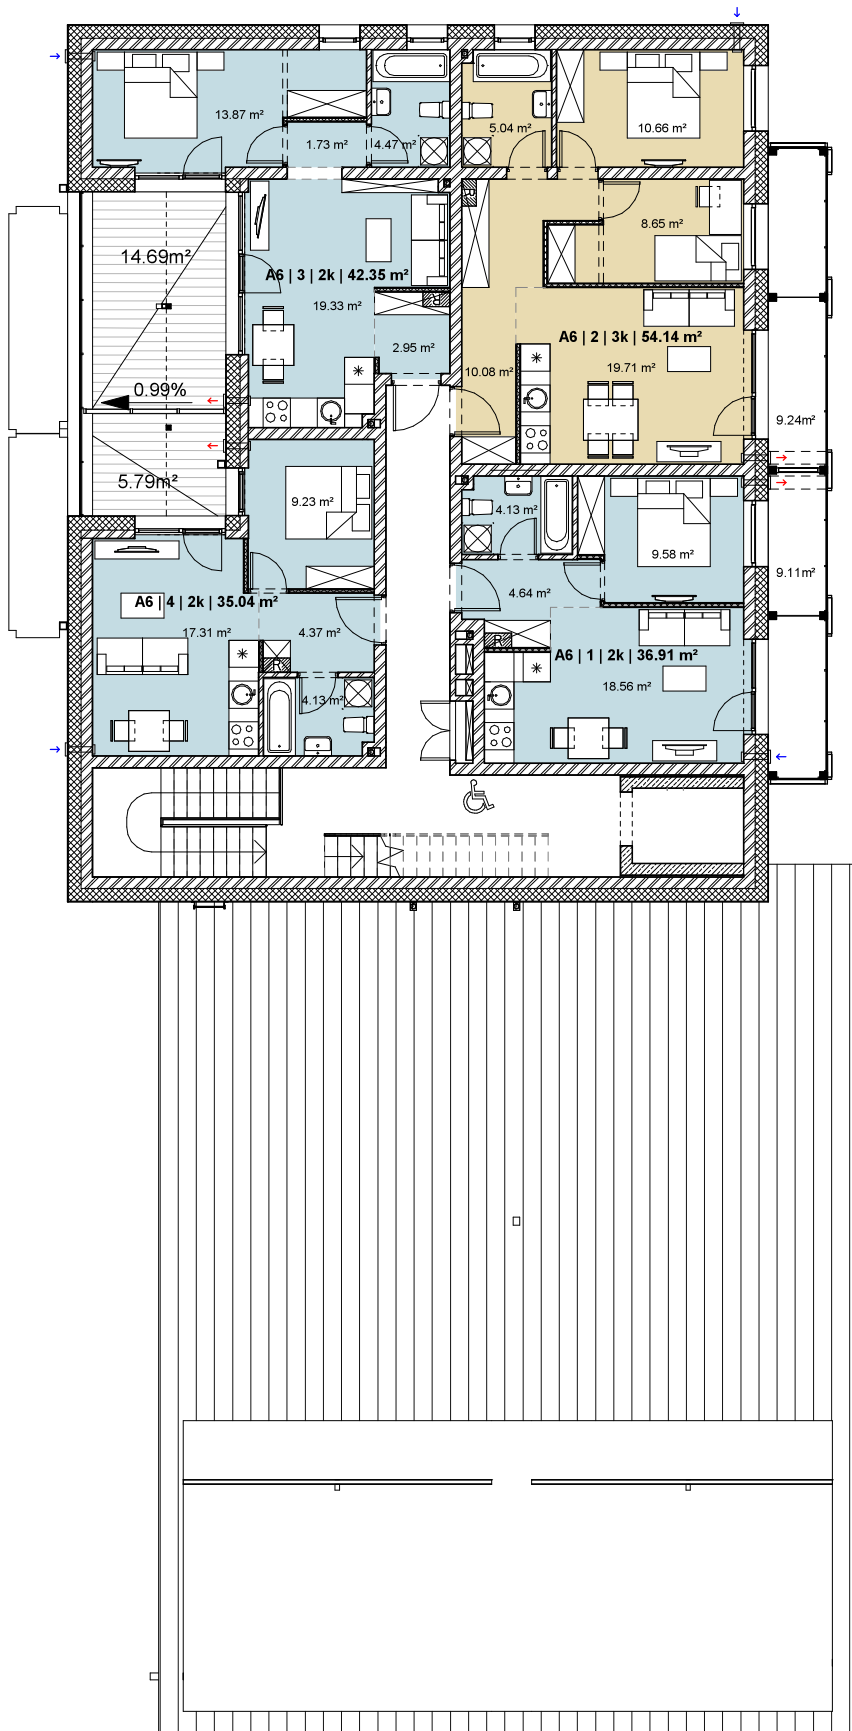 13.87 m²
1.73 m²
4.47 m²
5.04 m²
10.66 m²
R
8.65 m²
14.69m²
A6 | 3 | 2k | 42.35 m²
19.33 m²
R
2.95 m²
A6 | 2 | 3k | 54.14 m²
19.71 m²
10.08 m²
0.99%
9.24m²
5.79m²
9.23 m²
4.13 m²
9.58 m²
9.11m²
A6 | 4 | 2k | 35.04 m²
17.31 m²
4.37 m²
4.64 m²
R
A6 | 1 | 2k | 36.91 m²
18.56 m²
R
4.13 m²